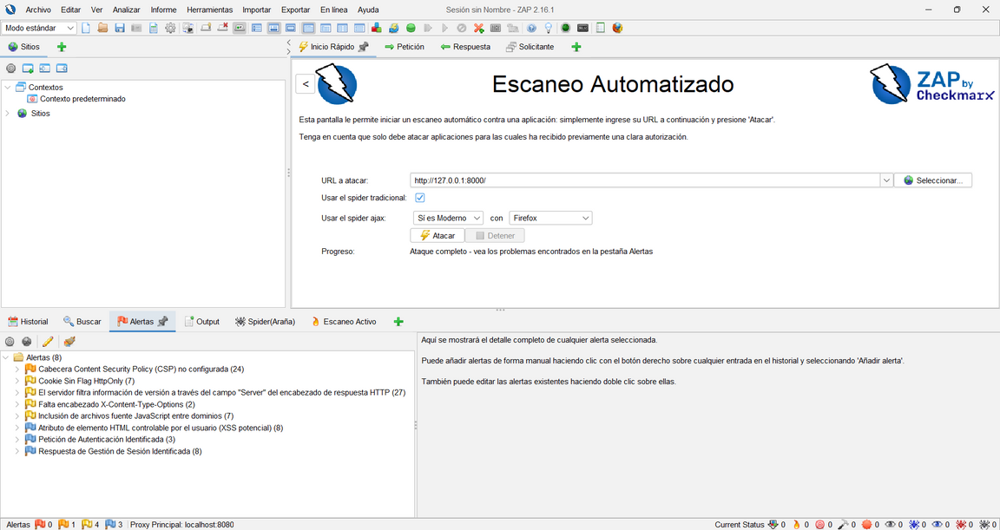 Archivo Editar Ver Analizar Informe Herramientas Importar Exportar En línea Ayuda Sesión sin Nombre - ZAP 2.16.1
Modo estándar
Sitios
Inicio Rápido Petición Respuesta Solicitante
Contextos
Contexto predeterminado
Sitios
<
Escaneo Automatizado
ZAP by Checkmarx
Esta pantalla le permite iniciar un escaneo automático contra una aplicación: simplemente ingrese su URL a continuación y presione 'Atacar'.
Tenga en cuenta que solo debe atacar aplicaciones para las cuales ha recibido previamente una clara autorización.
URL a atacar: http://127.0.0.1:8000/ Seleccionar...
Usar el spider tradicional:
Usar el spider ajax: Sí es Moderno con Firefox
Atacar Detener
Progreso: Ataque completo - vea los problemas encontrados en la pestaña Alertas
Historial Buscar Alertas Output Spider(Araña) Escaneo Activo
Alertas (8)
Cabecera Content Security Policy (CSP) no configurada (24)
Cookie Sin Flag HttpOnly (7)
El servidor filtra información de versión a través del campo "Server" del encabezado de respuesta HTTP (27)
Falta encabezado X-Content-Type-Options (2)
Inclusión de archivos fuente JavaScript entre dominios (7)
Atributo de elemento HTML controlable por el usuario (XSS potencial) (8)
Petición de Autenticación Identificada (3)
Respuesta de Gestión de Sesión Identificada (8)
Aquí se mostrará el detalle completo de cualquier alerta seleccionada.
Puede añadir alertas de forma manual haciendo clic con el botón derecho sobre cualquier entrada en el historial y seleccionando 'Añadir alerta'.
También puede editar las alertas existentes haciendo doble clic sobre ellas.
Alertas 0 1 4 3 Proxy Principal: localhost:8080 Current Status 0 0 0 0 0 0 0 0 0 0